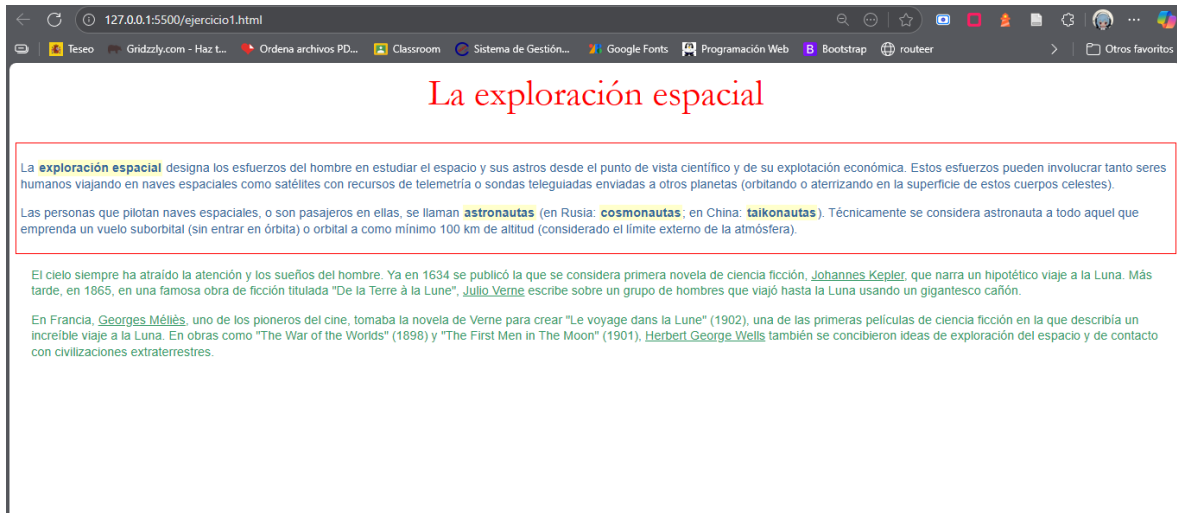 127.0.0.1:5500/ejercicio1.html
Teseo Gridzzly.com - Haz t... Ordena archivos PD... Classroom Sistema de Gestión... Google Fonts Programación Web B Bootstrap routeer > Otros favoritos
La exploración espacial
La exploración espacial designa los esfuerzos del hombre en estudiar el espacio y sus astros desde el punto de vista científico y de su explotación económica. Estos esfuerzos pueden involucrar tanto seres
humanos viajando en naves espaciales como satélites con recursos de telemetría o sondas teleguiadas enviadas a otros planetas (orbitando o aterrizando en la superficie de estos cuerpos celestes).
Las personas que pilotan naves espaciales, o son pasajeros en ellas, se llaman astronautas (en Rusia: cosmonautas; en China: taikonautas). Técnicamente se considera astronauta a todo aquel que
emprenda un vuelo suborbital (sin entrar en órbita) o orbital a como mínimo 100 km de altitud (considerado el límite externo de la atmósfera).
El cielo siempre ha atraído la atención y los sueños del hombre. Ya en 1634 se publicó la que se considera primera novela de ciencia ficción, Johannes Kepler, que narra un hipotético viaje a la Luna. Más
tarde, en 1865, en una famosa obra de ficción titulada "De la Terre à la Lune", Julio Verne escribe sobre un grupo de hombres que viajó hasta la Luna usando un gigantesco cañón.
En Francia, Georges Méliès, uno de los pioneros del cine, tomaba la novela de Verne para crear "Le voyage dans la Lune" (1902), una de las primeras películas de ciencia ficción en la que describía un
increíble viaje a la Luna. En obras como "The War of the Worlds" (1898) y "The First Men in The Moon" (1901), Herbert George Wells también se concibieron ideas de exploración del espacio y de contacto
con civilizaciones extraterrestres.